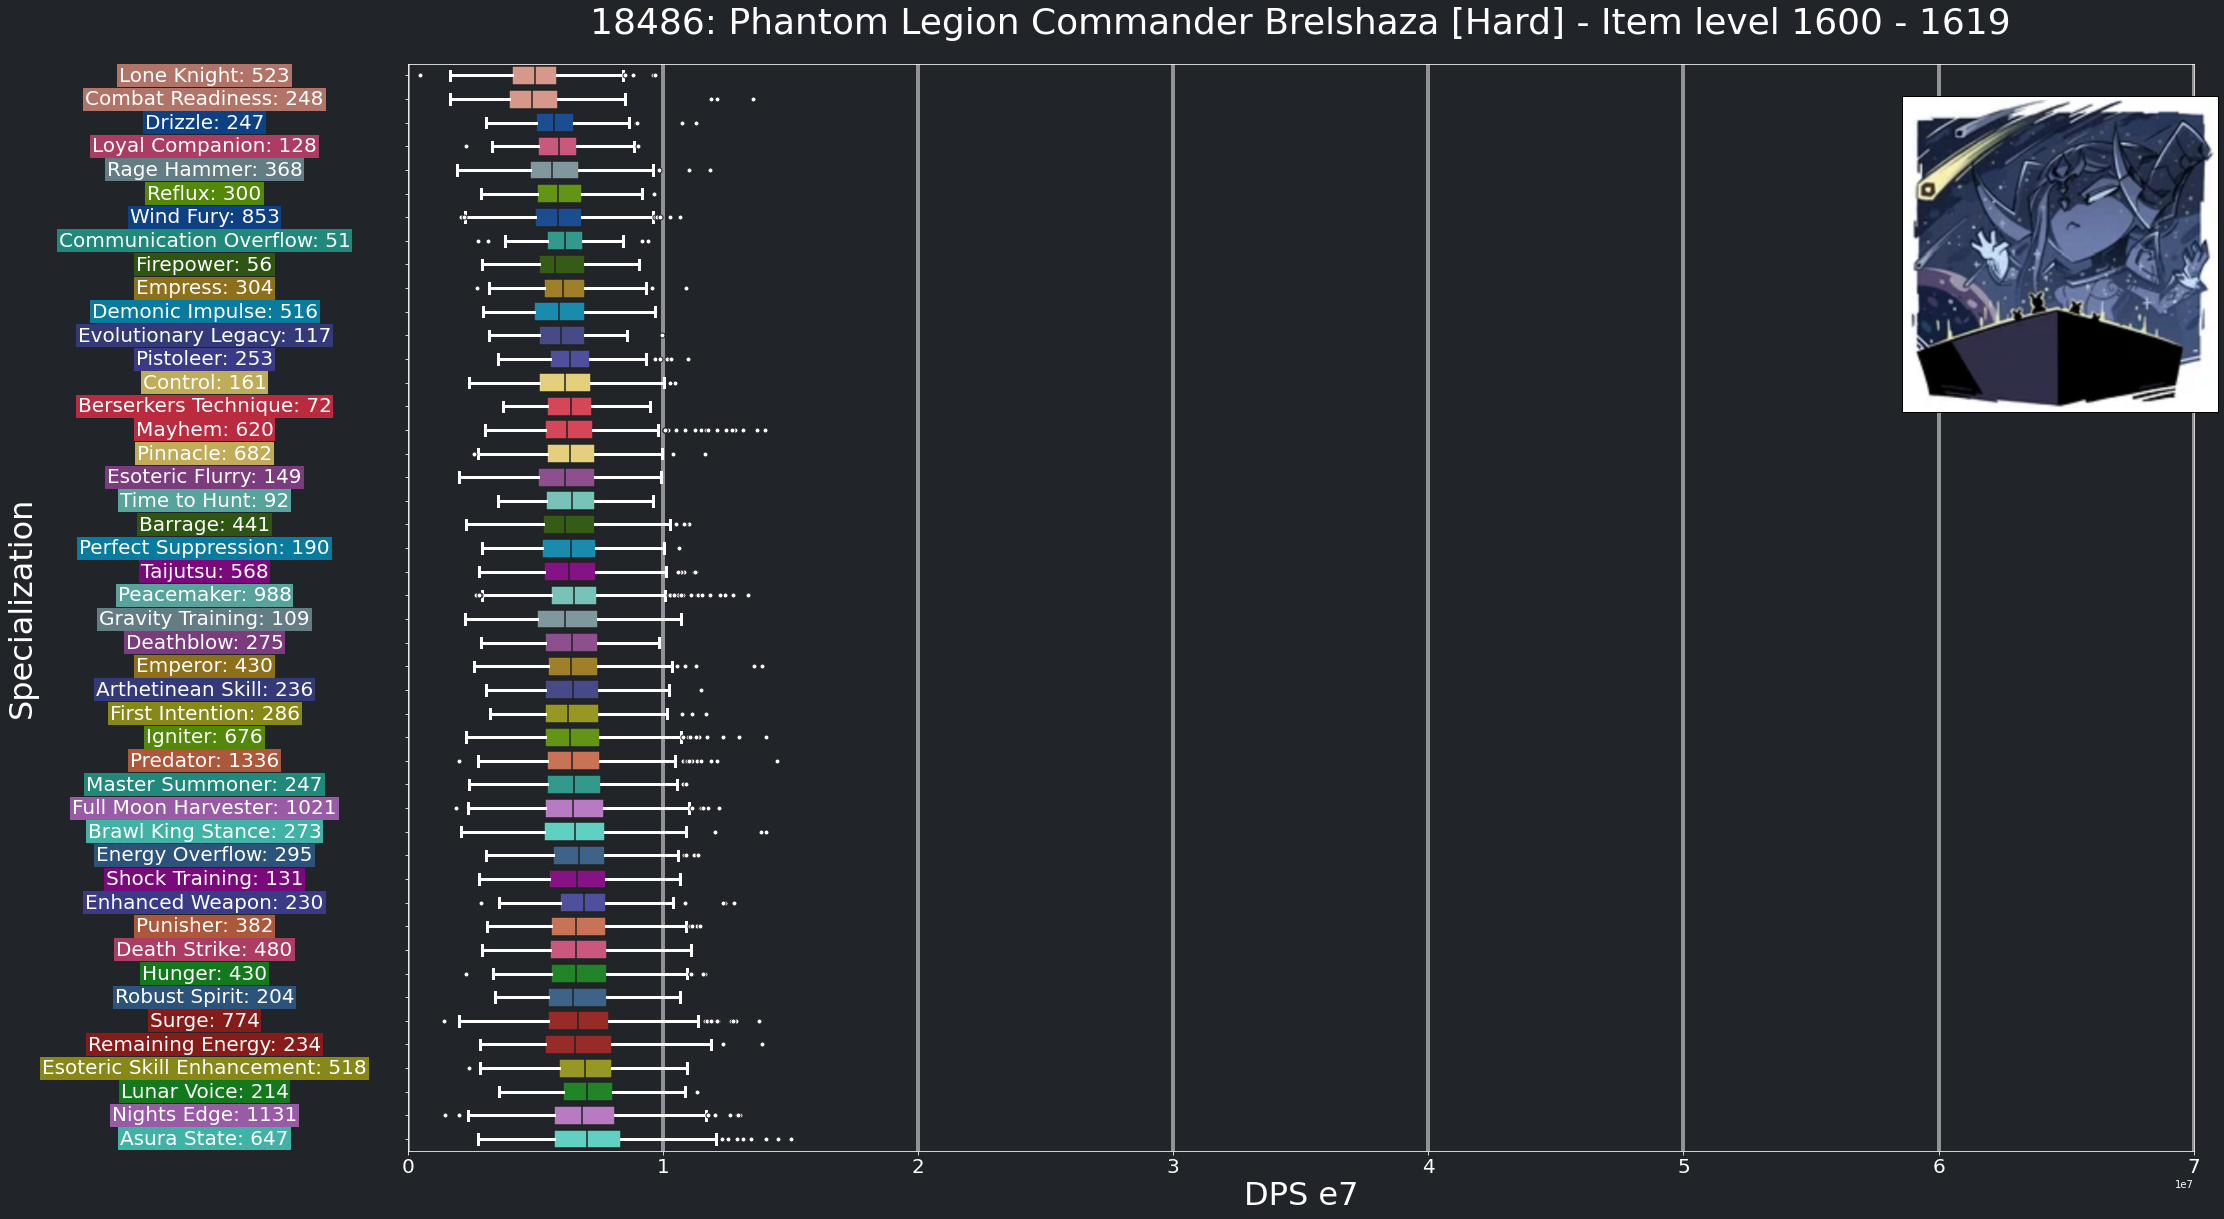 18486: Phantom Legion Commander Brelshaza [Hard] - Item level 1600 - 1619
Lone Knight: 523
Combat Readiness: 248
Drizzle: 247
Loyal Companion: 128
Rage Hammer: 368
Reflux: 300
Wind Fury: 853
Communication Overflow: 51
Firepower: 56
Empress: 304
Demonic Impulse: 516
Evolutionary Legacy: 117
Pistoleer: 253
Control: 161
Berserkers Technique: 72
Mayhem: 620
Pinnacle: 682
Esoteric Flurry: 149
Time to Hunt: 92
Barrage: 441
Perfect Suppression: 190
Taijutsu: 568
Peacemaker: 988
Gravity Training: 109
Deathblow: 275
Emperor: 430
Arthetinean Skill: 236
First Intention: 286
Igniter: 676
Predator: 1336
Master Summoner: 247
Full Moon Harvester: 1021
Brawl King Stance: 273
Energy Overflow: 295
Shock Training: 131
Enhanced Weapon: 230
Punisher: 382
Death Strike: 480
Hunger: 430
Robust Spirit: 204
Surge: 774
Remaining Energy: 234
Esoteric Skill Enhancement: 518
Lunar Voice: 214
Nights Edge: 1131
Asura State: 647
Specialization
0 1 2 3 4 5 6 7
1e7
DPS e7